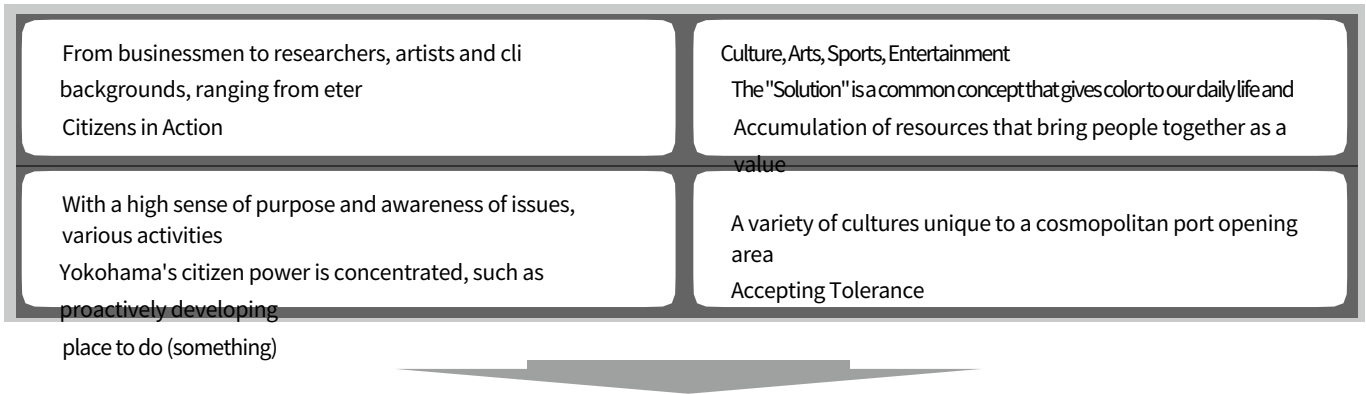 From businessmen to researchers, artists and cli
backgrounds, ranging from eter
Citizens in Action
Culture, Arts, Sports, Entertainment
The "Solution" is a common concept that gives color to our daily life and
Accumulation of resources that bring people together as a
value
With a high sense of purpose and awareness of issues,
various activities
Yokohama's citizen power is concentrated, such as
proactively developing
place to do (something)
A variety of cultures unique to a cosmopolitan port opening
area
Accepting Tolerance